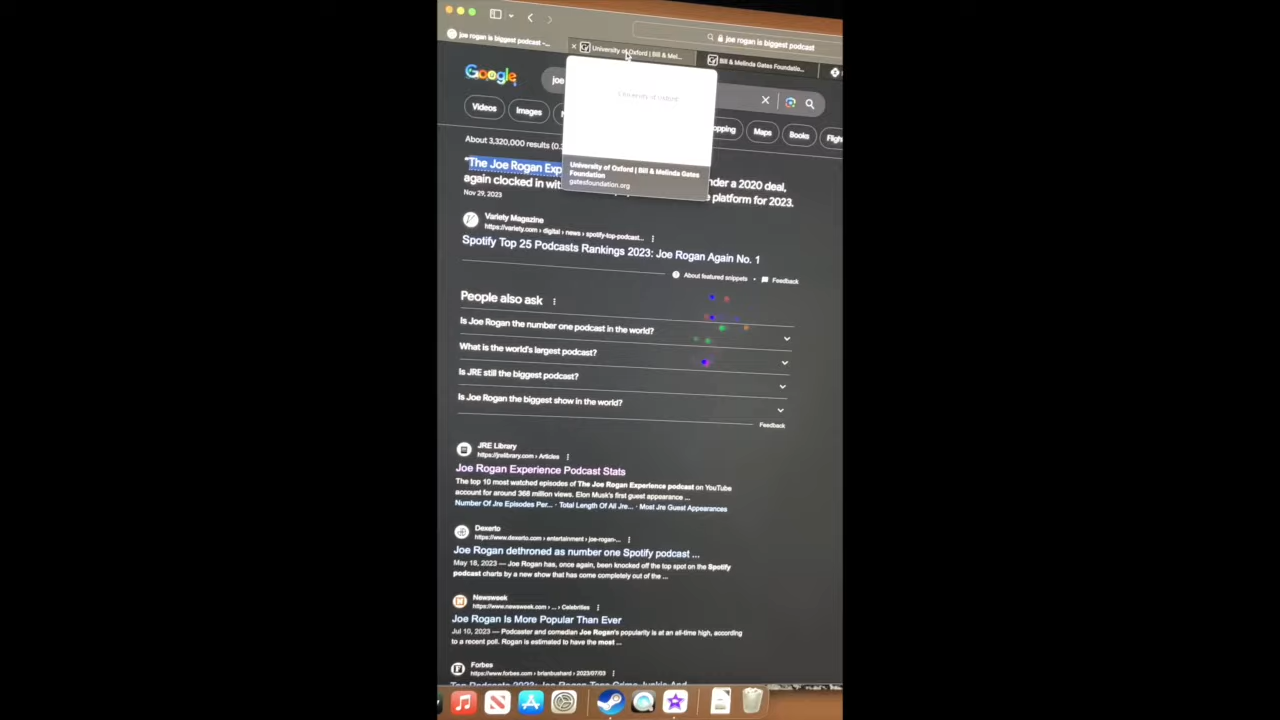 joe rogan is biggest podcast
joe rogan is biggest podcast -...
University of Oxford | Bill & Mel...
Bill & Melinda Gates Foundation...
Google
joe
Videos
Images
Maps
Books
About 3,320,000 results
University of Oxford
University of Oxford | Bill & Melinda Gates
Foundation
gatesfoundation.org
"The Joe Rogan Exp
nder a 2020 deal,
again clocked in wit
platform for 2023.
Nov 29, 2023
Variety Magazine
https://variety.com › digital › news › spotify-top-podcast...
Spotify Top 25 Podcasts Rankings 2023: Joe Rogan Again No. 1
About featured snippets • Feedback
People also ask
Is Joe Rogan the number one podcast in the world?
What is the world's largest podcast?
Is JRE still the biggest podcast?
Is Joe Rogan the biggest show in the world?
Feedback
JRE Library
https://jrelibrary.com › Articles
Joe Rogan Experience Podcast Stats
The top 10 most watched episodes of The Joe Rogan Experience podcast on YouTube
account for around 368 million views. Elon Musk's first guest appearance ...
Number Of Jre Episodes Per... · Total Length Of All Jre... · Most Jre Guest Appearances
Dexerto
https://www.dexerto.com › entertainment › joe-rogan-...
Joe Rogan dethroned as number one Spotify podcast ...
May 18, 2023 — Joe Rogan has, once again, been knocked off the top spot on the Spotify
podcast charts by a new show that has come completely out of the ...
Newsweek
https://www.newsweek.com › ... › Celebrities
Joe Rogan Is More Popular Than Ever
Jul 10, 2023 — Podcaster and comedian Joe Rogan's popularity is at an all-time high, according
to a recent poll. Rogan is estimated to have the most ...
Forbes
https://www.forbes.com › brianbushard › 2023/07/03